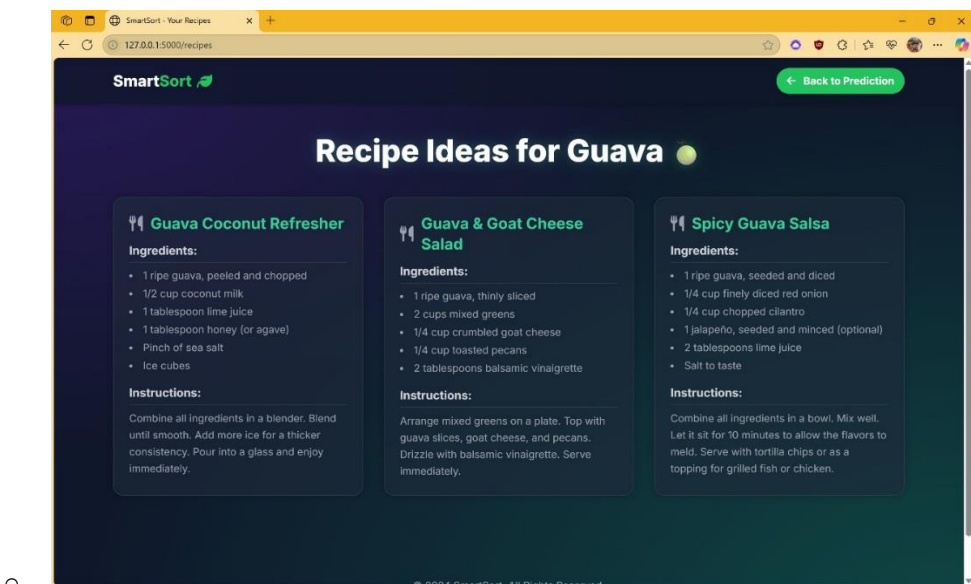 SmartSort - Your Recipes
127.0.0.1:5000/recipes
SmartSort
← Back to Prediction
Recipe Ideas for Guava
Guava Coconut Refresher
Ingredients:
• 1 ripe guava, peeled and chopped
• 1/2 cup coconut milk
• 1 tablespoon lime juice
• 1 tablespoon honey (or agave)
• Pinch of sea salt
• Ice cubes
Instructions:
Combine all ingredients in a blender. Blend
until smooth. Add more ice for a thicker
consistency. Pour into a glass and enjoy
immediately.
Guava & Goat Cheese
Salad
Ingredients:
• 1 ripe guava, thinly sliced
• 2 cups mixed greens
• 1/4 cup crumbled goat cheese
• 1/4 cup toasted pecans
• 2 tablespoons balsamic vinaigrette
Instructions:
Arrange mixed greens on a plate. Top with
guava slices, goat cheese, and pecans.
Drizzle with balsamic vinaigrette. Serve
immediately.
Spicy Guava Salsa
Ingredients:
• 1 ripe guava, seeded and diced
• 1/4 cup finely diced red onion
• 1/4 cup chopped cilantro
• 1 jalapeño, seeded and minced (optional)
• 2 tablespoons lime juice
• Salt to taste
Instructions:
Combine all ingredients in a bowl. Mix well.
Let it sit for 10 minutes to allow the flavors to
meld. Serve with tortilla chips or as a
topping for grilled fish or chicken.
© 2024 SmartSort. All Rights Reserved.